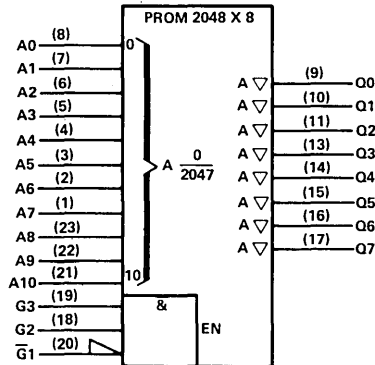 PROM 2048 X 8
A0 (8) 0
A1 (7)
A2 (6)
A3 (5)
A4 (4)
A5 (3)
A6 (2)
A7 (1)
A8 (23)
A9 (22)
A10 (21) 10
A 0/2047
G3 (19) &
G2 (18) EN
G̅1 (20)
A ▽ (9) Q0
A ▽ (10) Q1
A ▽ (11) Q2
A ▽ (13) Q3
A ▽ (14) Q4
A ▽ (15) Q5
A ▽ (16) Q6
A ▽ (17) Q7